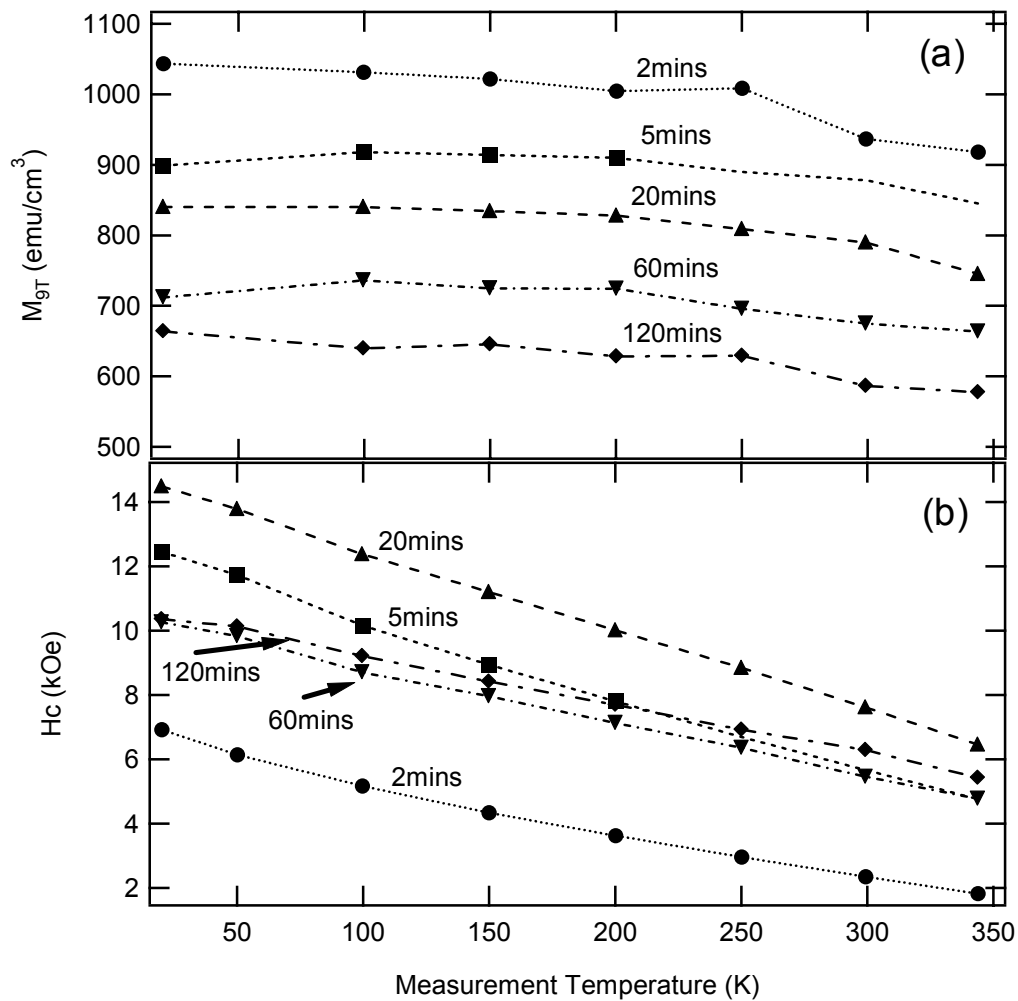 1100
1000
900
800
700
600
500
M9T (emu/cm³)
(a)
2mins
5mins
20mins
60mins
120mins
14
12
10
8
6
4
2
Hc (kOe)
(b)
20mins
5mins
120mins
60mins
2mins
50 100 150 200 250 300 350
Measurement Temperature (K)